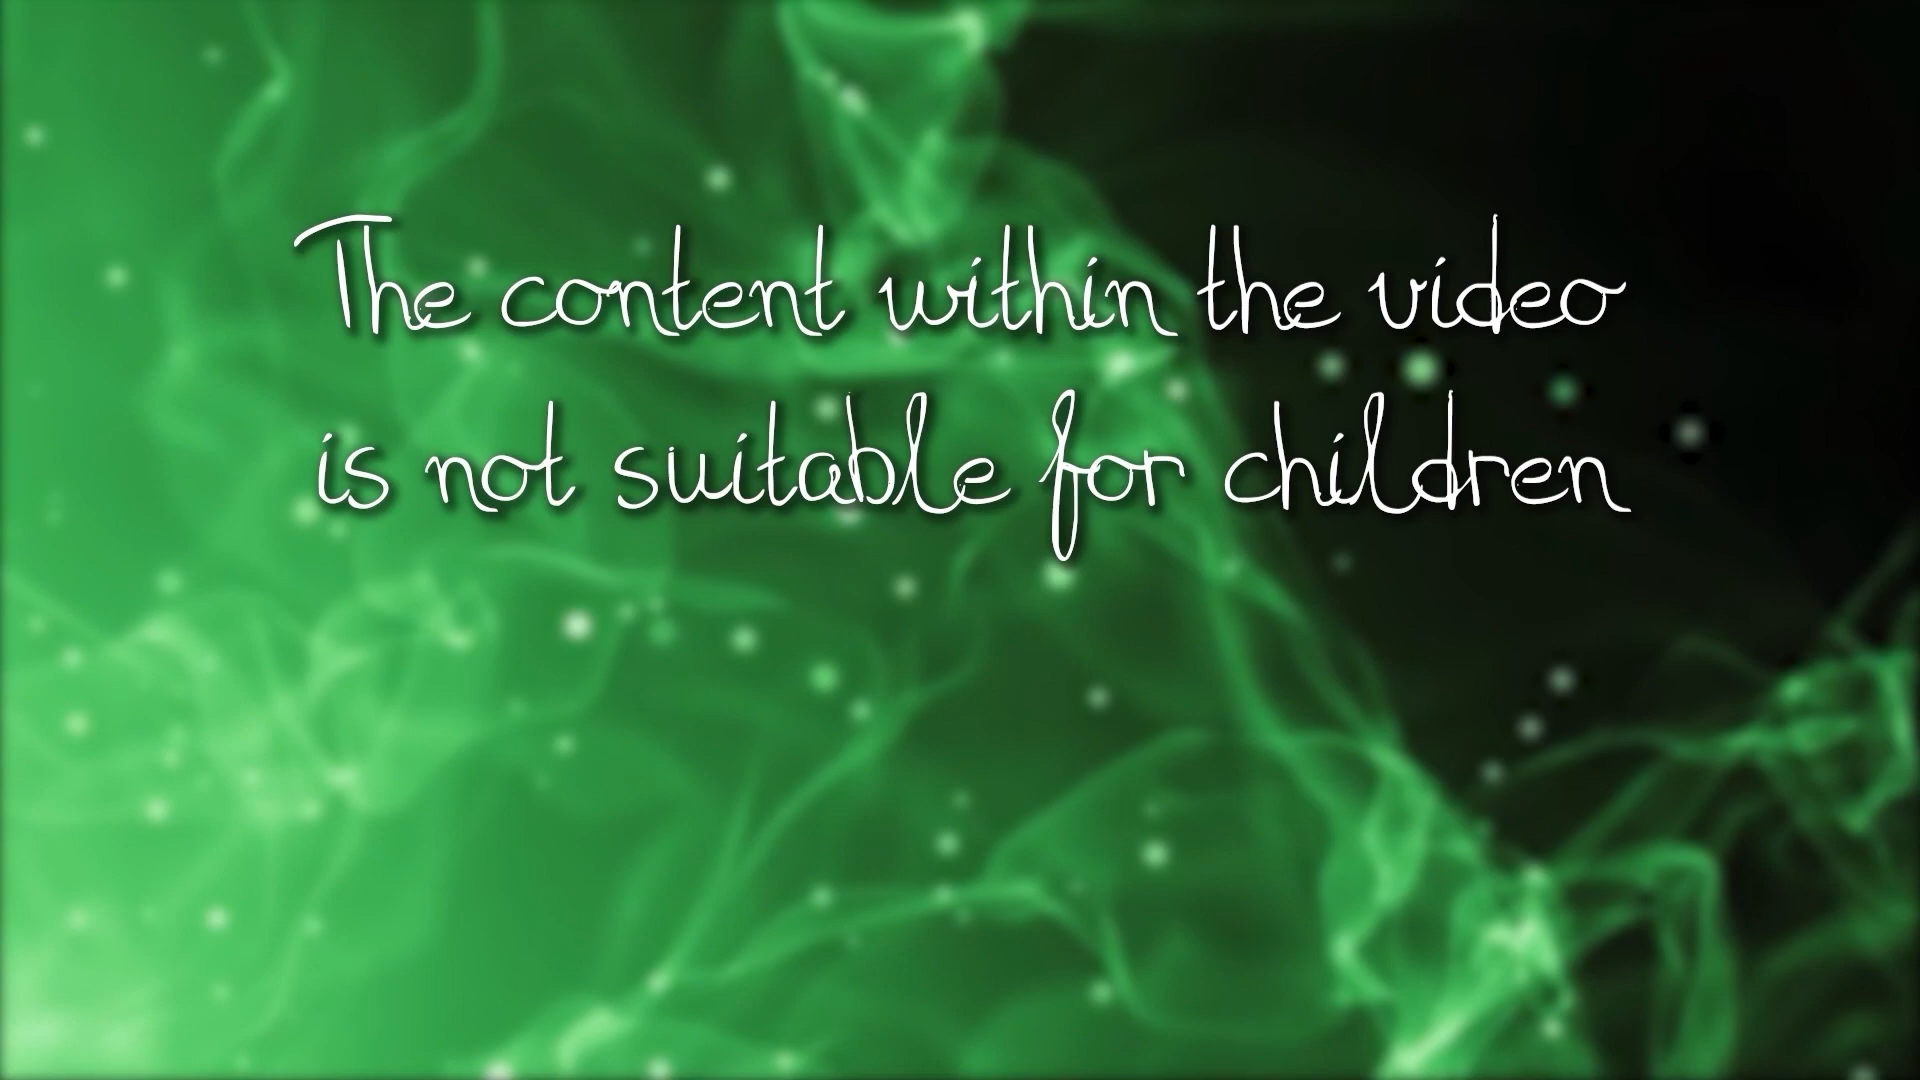 The content within the video
is not suitable for children